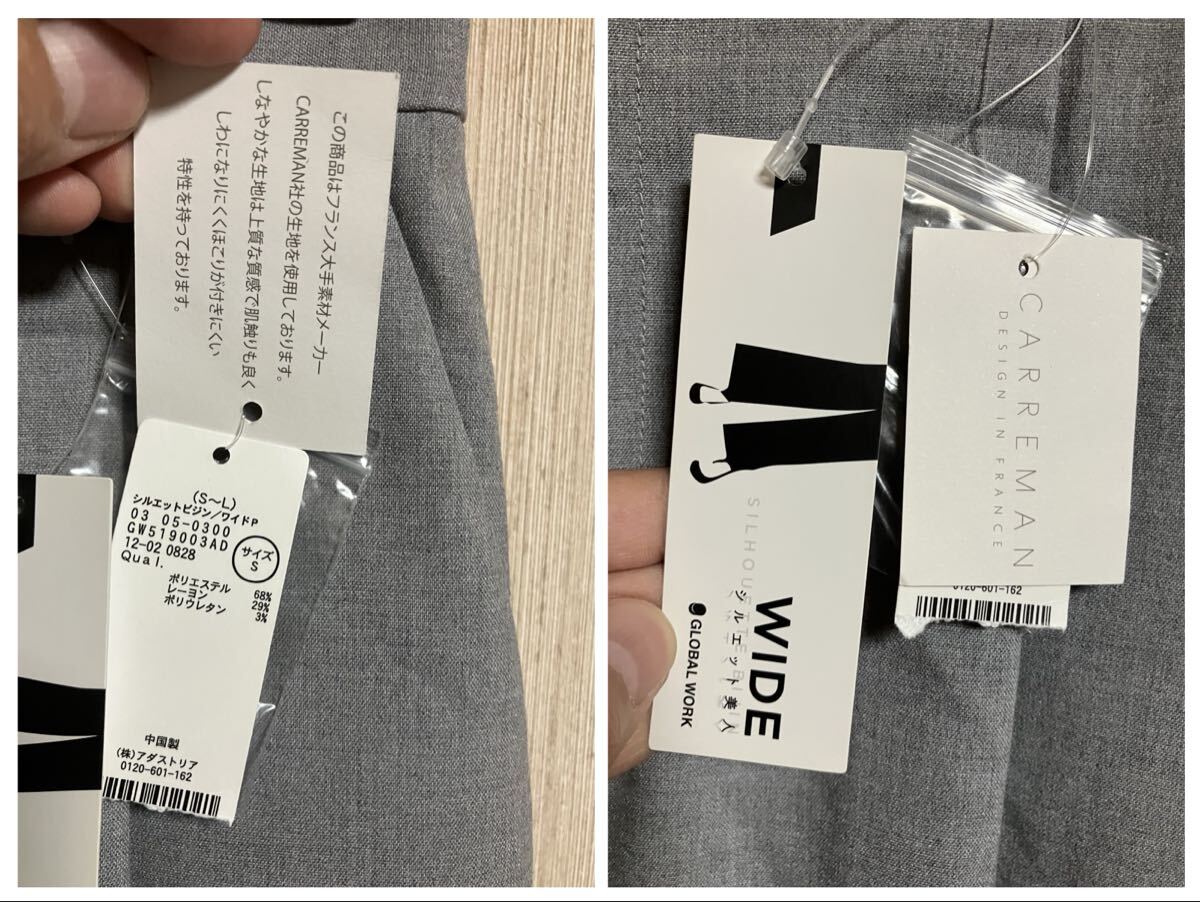 この商品はフランス大手素材メーカー
CARREMAN社の生地を使用しております。
しなやかな生地は上質な質感で肌触りも良く
しわになりにくくほこりが付きにくい
特性を持っております。
(S〜L)
シルエットビジン/ワイドP
03 05-0300
GW519003AD
12-02 0828
Qual.
サイズ
S
ポリエステル 68%
レーヨン 29%
ポリウレタン 3%
中国製
(株)アダストリア
0120-601-162
WIDE
SILHOUETTE BIJIN
シルエット美人
GLOBAL WORK
CARREMAN
DESIGN IN FRANCE
0120-601-162